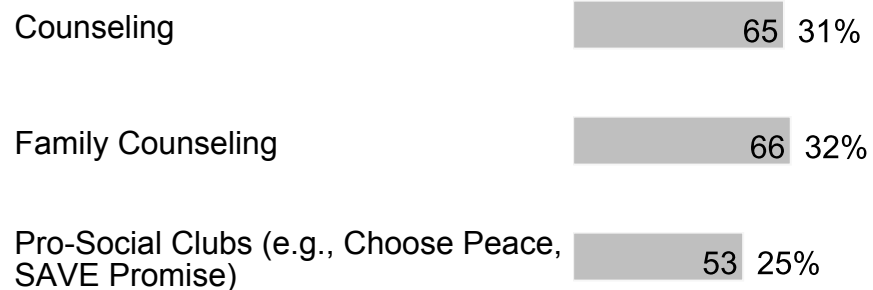 Counseling 65 31%
Family Counseling 66 32%
Pro-Social Clubs (e.g., Choose Peace,
SAVE Promise) 53 25%